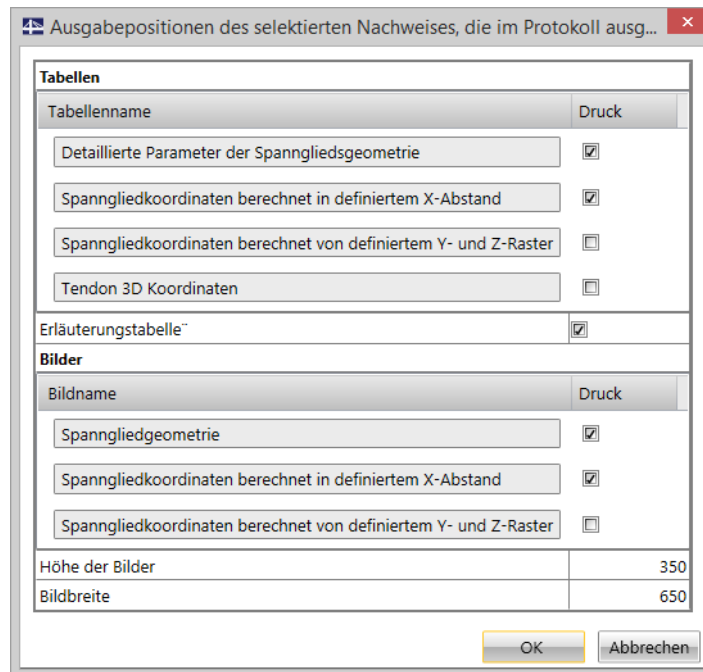 Ausgabepositionen des selektierten Nachweises, die im Protokoll ausg...
Tabellen
Tabellenname Druck
Detaillierte Parameter der Spanngliedsgeometrie
Spanngliedkoordinaten berechnet in definiertem X-Abstand
Spanngliedkoordinaten berechnet von definiertem Y- und Z-Raster
Tendon 3D Koordinaten
Erläuterungstabelle¨
Bilder
Bildname Druck
Spanngliedgeometrie
Spanngliedkoordinaten berechnet in definiertem X-Abstand
Spanngliedkoordinaten berechnet von definiertem Y- und Z-Raster
Höhe der Bilder 350
Bildbreite 650
OK Abbrechen